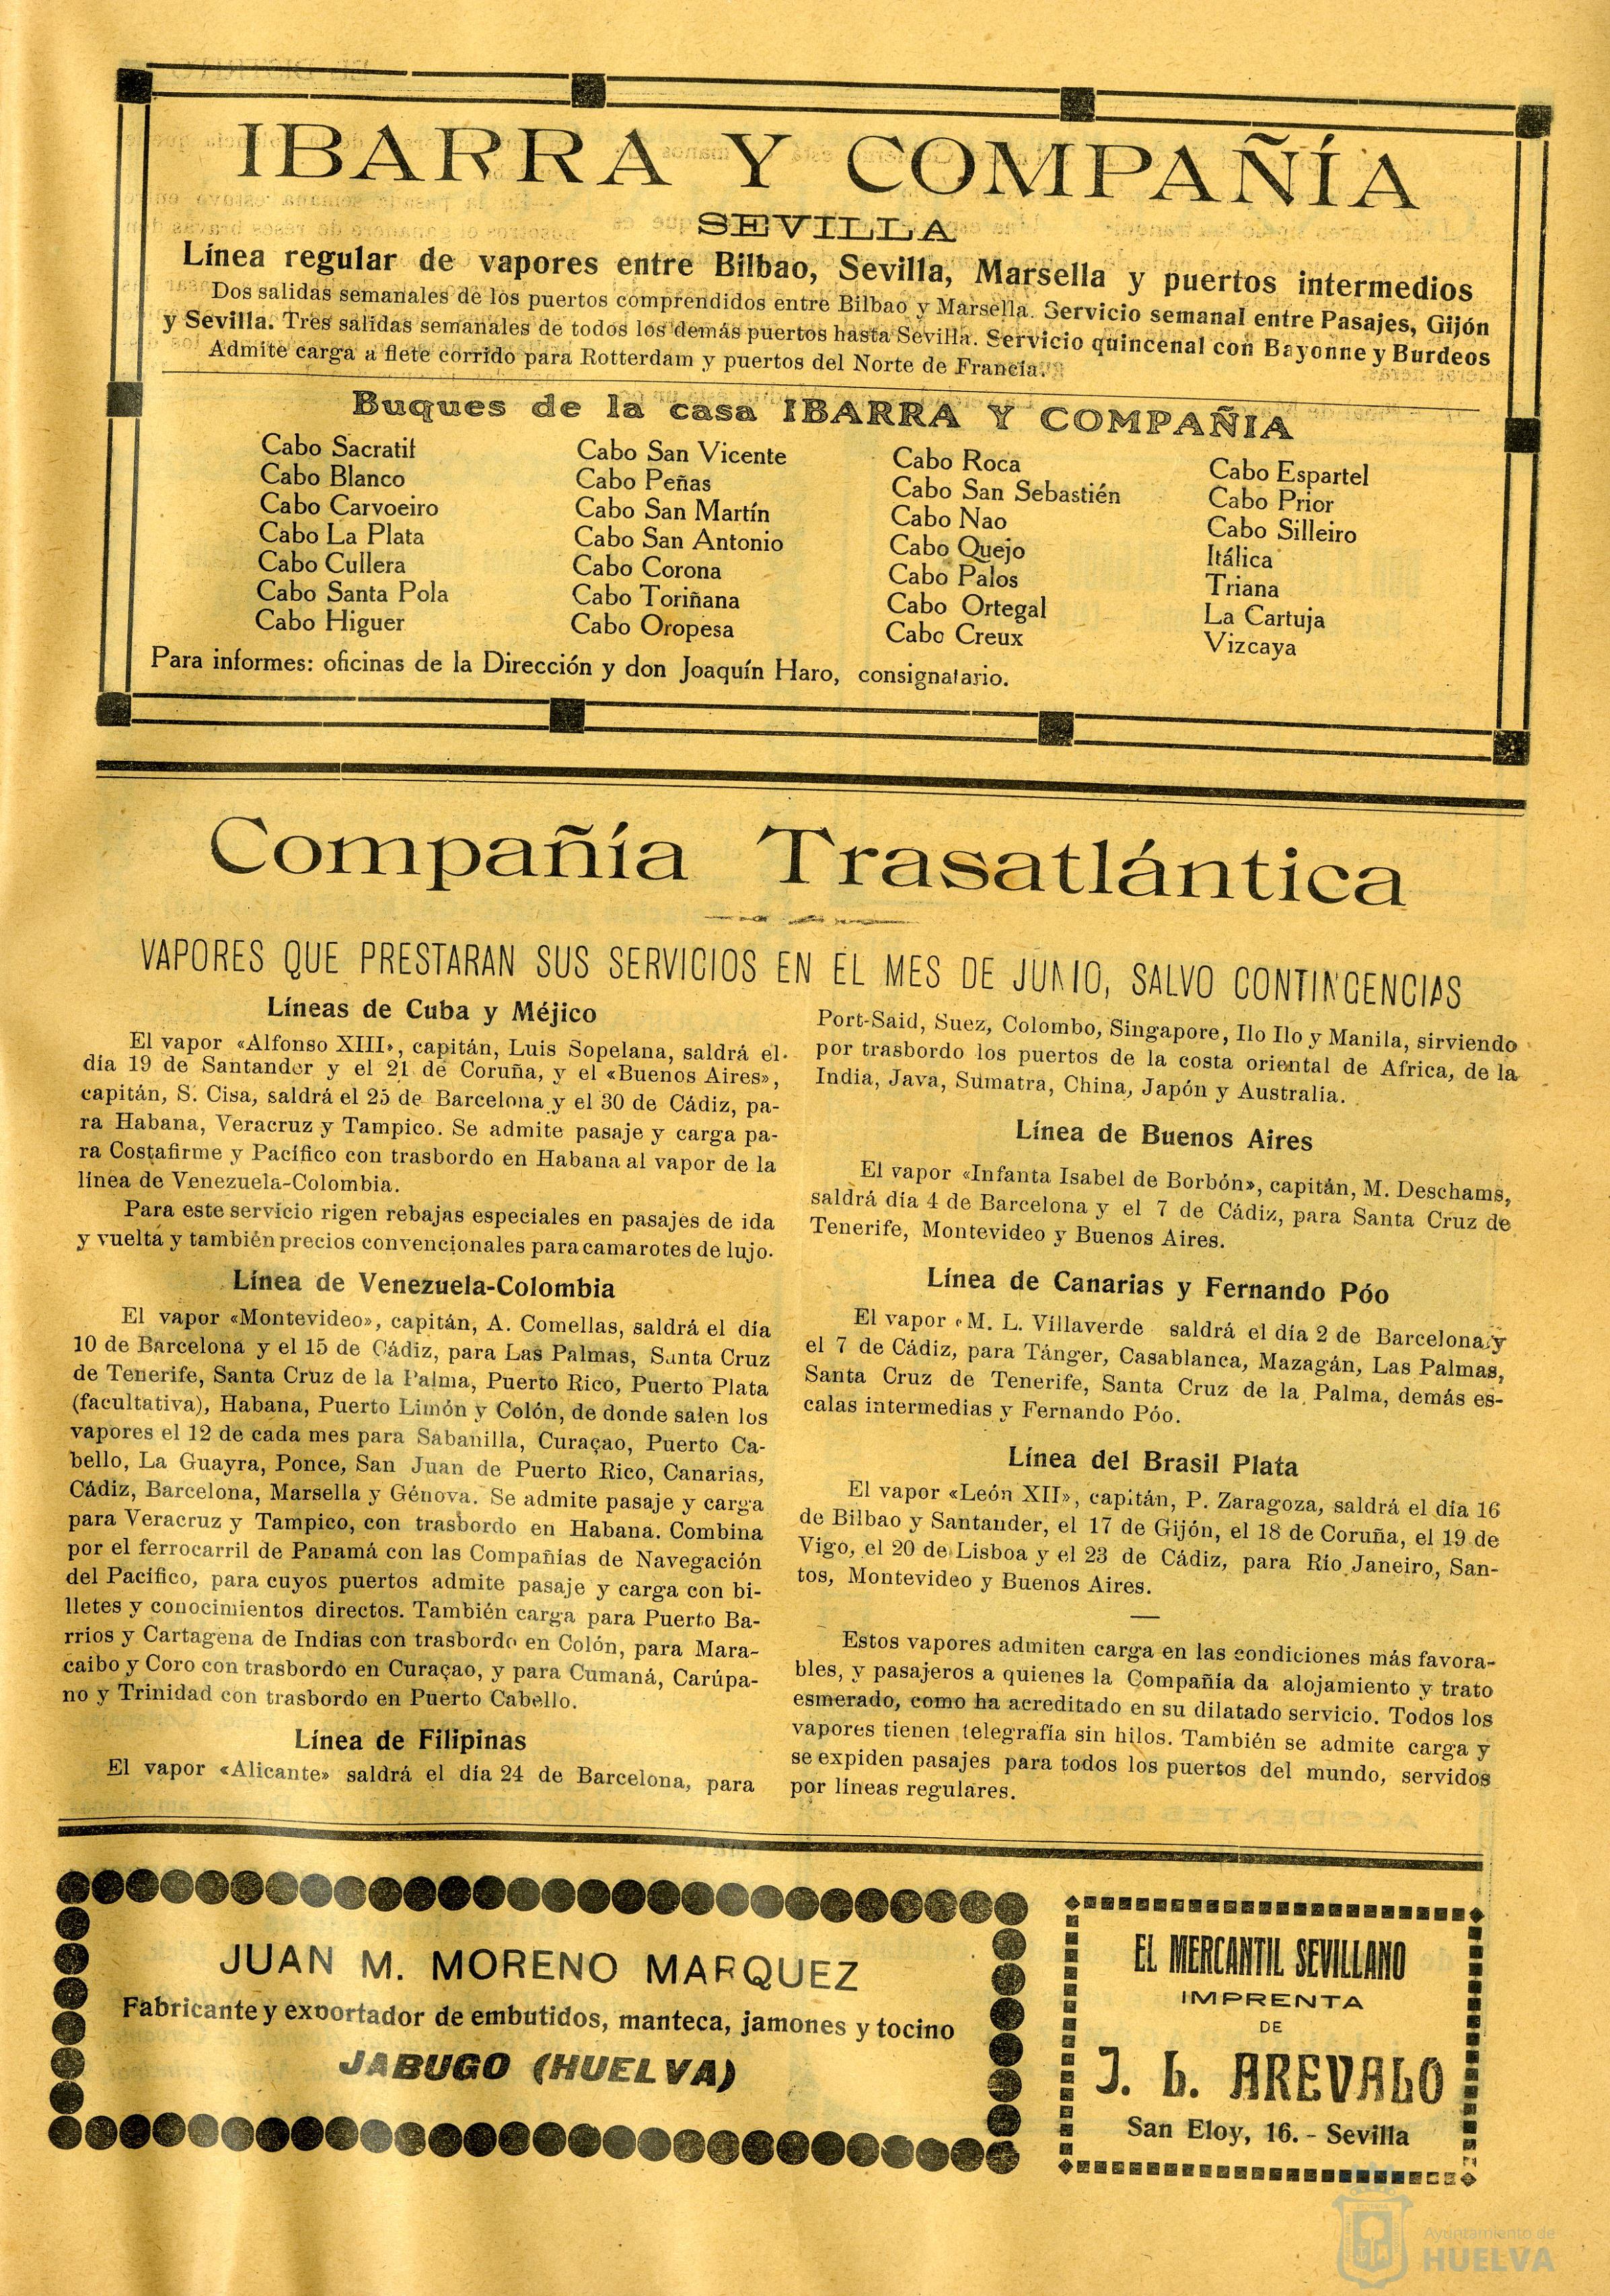 IBARRA Y COMPAÑÍA
SEVILLA
Línea regular de vapores entre Bilbao, Sevilla, Marsella y puertos intermedios
Dos salidas semanales de los puertos comprendidos entre Bilbao y Marsella. Servicio semanal entre Pasajes, Gijón
y Sevilla. Tres salidas semanales de todos los demás puertos hasta Sevilla. Servicio quincenal con Bayonne y Burdeos
Admite carga a flete corrido para Rotterdam y puertos del Norte de Francia.
Buques de la casa IBARRA Y COMPAÑIA
Cabo Sacratif
Cabo Blanco
Cabo Carvoeiro
Cabo La Plata
Cabo Cullera
Cabo Santa Pola
Cabo Higuer
Cabo San Vicente
Cabo Peñas
Cabo San Martín
Cabo San Antonio
Cabo Corona
Cabo Toriñana
Cabo Oropesa
Cabo Roca
Cabo San Sebastién
Cabo Nao
Cabo Quejo
Cabo Palos
Cabo Ortegal
Cabo Creux
Cabo Espartel
Cabo Prior
Cabo Silleiro
Itálica
Triana
La Cartuja
Vizcaya
Para informes: oficinas de la Dirección y don Joaquín Haro, consignatario.
Compañía Trasatlántica
VAPORES QUE PRESTARAN SUS SERVICIOS EN EL MES DE JUNIO, SALVO CONTINGENCIAS
Líneas de Cuba y Méjico
El vapor «Alfonso XIII», capitán, Luis Sopelana, saldrá el
día 19 de Santander y el 21 de Coruña, y el «Buenos Aires»,
capitán, S. Cisa, saldrá el 25 de Barcelona y el 30 de Cádiz, pa-
ra Habana, Veracruz y Tampico. Se admite pasaje y carga pa-
ra Costafirme y Pacífico con trasbordo en Habana al vapor de la
línea de Venezuela-Colombia.
Para este servicio rigen rebajas especiales en pasajes de ida
y vuelta y también precios convencionales para camarotes de lujo.
Línea de Venezuela-Colombia
El vapor «Montevideo», capitán, A. Comellas, saldrá el día
10 de Barcelona y el 15 de Cádiz, para Las Palmas, Santa Cruz
de Tenerife, Santa Cruz de la Palma, Puerto Rico, Puerto Plata
(facultativa), Habana, Puerto Limón y Colón, de donde salen los
vapores el 12 de cada mes para Sabanilla, Curaçao, Puerto Ca-
bello, La Guayra, Ponce, San Juan de Puerto Rico, Canarias,
Cádiz, Barcelona, Marsella y Génova. Se admite pasaje y carga
para Veracruz y Tampico, con trasbordo en Habana. Combina
por el ferrocarril de Panamá con las Compañías de Navegación
del Pacífico, para cuyos puertos admite pasaje y carga con bi-
lletes y conocimientos directos. También carga para Puerto Ba-
rrios y Cartagena de Indias con trasbordo en Colón, para Mara-
caibo y Coro con trasbordo en Curaçao, y para Cumaná, Carúpa-
no y Trinidad con trasbordo en Puerto Cabello.
Línea de Filipinas
El vapor «Alicante» saldrá el día 24 de Barcelona, para
Port-Said, Suez, Colombo, Singapore, Ilo Ilo y Manila, sirviendo
por trasbordo los puertos de la costa oriental de Africa, de la
India, Java, Sumatra, China, Japón y Australia.
Línea de Buenos Aires
El vapor «Infanta Isabel de Borbón», capitán, M. Deschams,
saldrá día 4 de Barcelona y el 7 de Cádiz, para Santa Cruz de
Tenerife, Montevideo y Buenos Aires.
Línea de Canarias y Fernando Póo
El vapor «M. L. Villaverde saldrá el día 2 de Barcelona y
el 7 de Cádiz, para Tánger, Casablanca, Mazagán, Las Palmas,
Santa Cruz de Tenerife, Santa Cruz de la Palma, demás es-
calas intermedias y Fernando Póo.
Línea del Brasil Plata
El vapor «León XII», capitán, P. Zaragoza, saldrá el día 16
de Bilbao y Santander, el 17 de Gijón, el 18 de Coruña, el 19 de
Vigo, el 20 de Lisboa y el 23 de Cádiz, para Río Janeiro, San-
tos, Montevideo y Buenos Aires.
Estos vapores admiten carga en las condiciones más favora-
bles, y pasajeros a quienes la Compañía da alojamiento y trato
esmerado, como ha acreditado en su dilatado servicio. Todos los
vapores tienen telegrafía sin hilos. También se admite carga y
se expiden pasajes para todos los puertos del mundo, servidos
por líneas regulares.
JUAN M. MORENO MARQUEZ
Fabricante y exportador de embutidos, manteca, jamones y tocino
JABUGO (HUELVA)
EL MERCANTIL SEVILLANO
IMPRENTA
DE
J. L. AREVALO
San Eloy, 16. - Sevilla
Ayuntamiento de
HUELVA